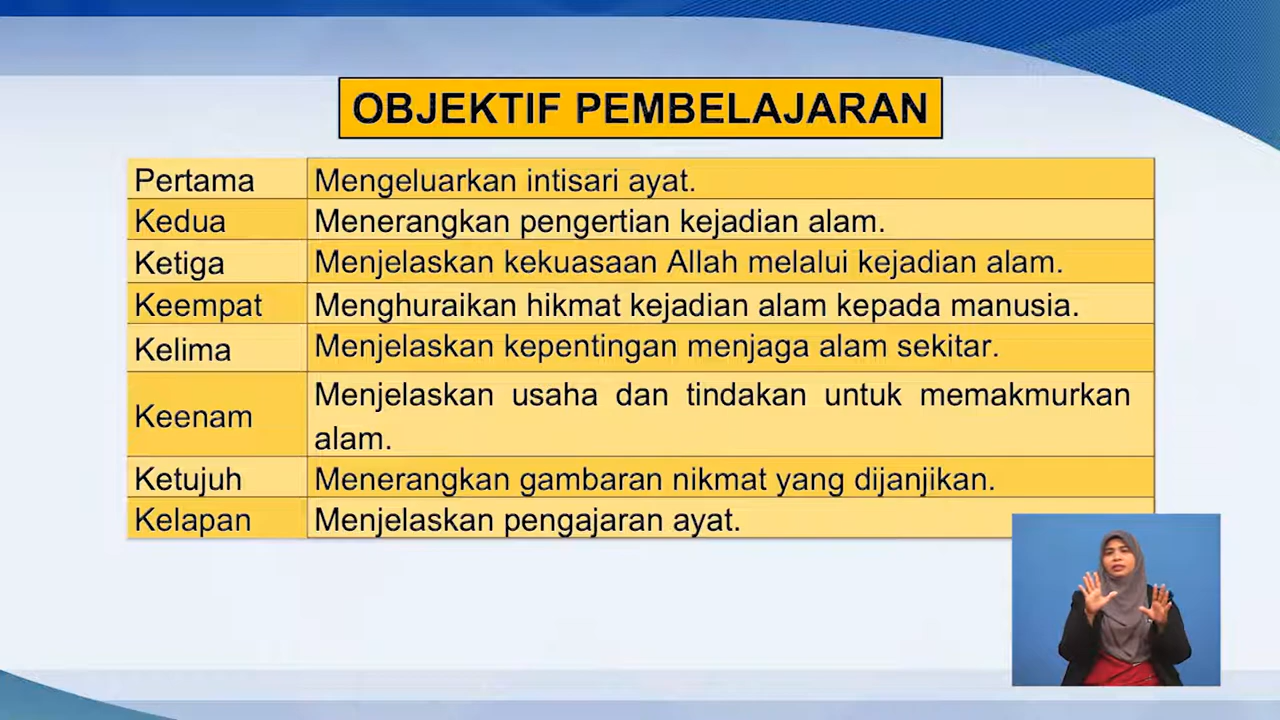 OBJEKTIF PEMBELAJARAN
Pertama Mengeluarkan intisari ayat.
Kedua Menerangkan pengertian kejadian alam.
Ketiga Menjelaskan kekuasaan Allah melalui kejadian alam.
Keempat Menghuraikan hikmat kejadian alam kepada manusia.
Kelima Menjelaskan kepentingan menjaga alam sekitar.
Keenam Menjelaskan usaha dan tindakan untuk memakmurkan
alam.
Ketujuh Menerangkan gambaran nikmat yang dijanjikan.
Kelapan Menjelaskan pengajaran ayat.